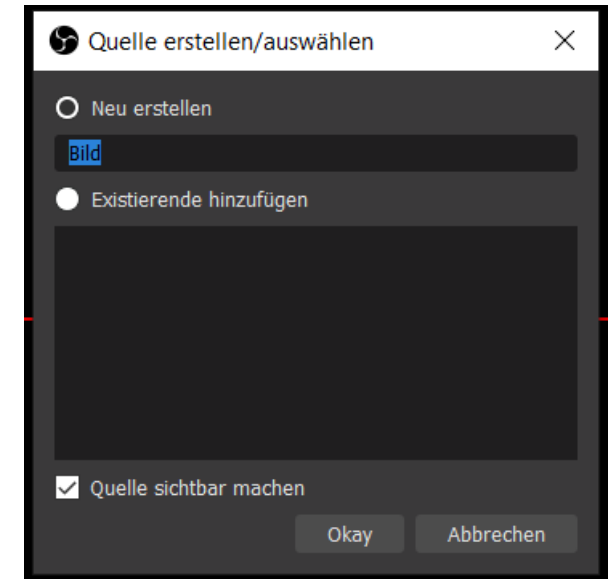 Quelle erstellen/auswählen
Neu erstellen
Bild
Existierende hinzufügen
Quelle sichtbar machen
Okay Abbrechen